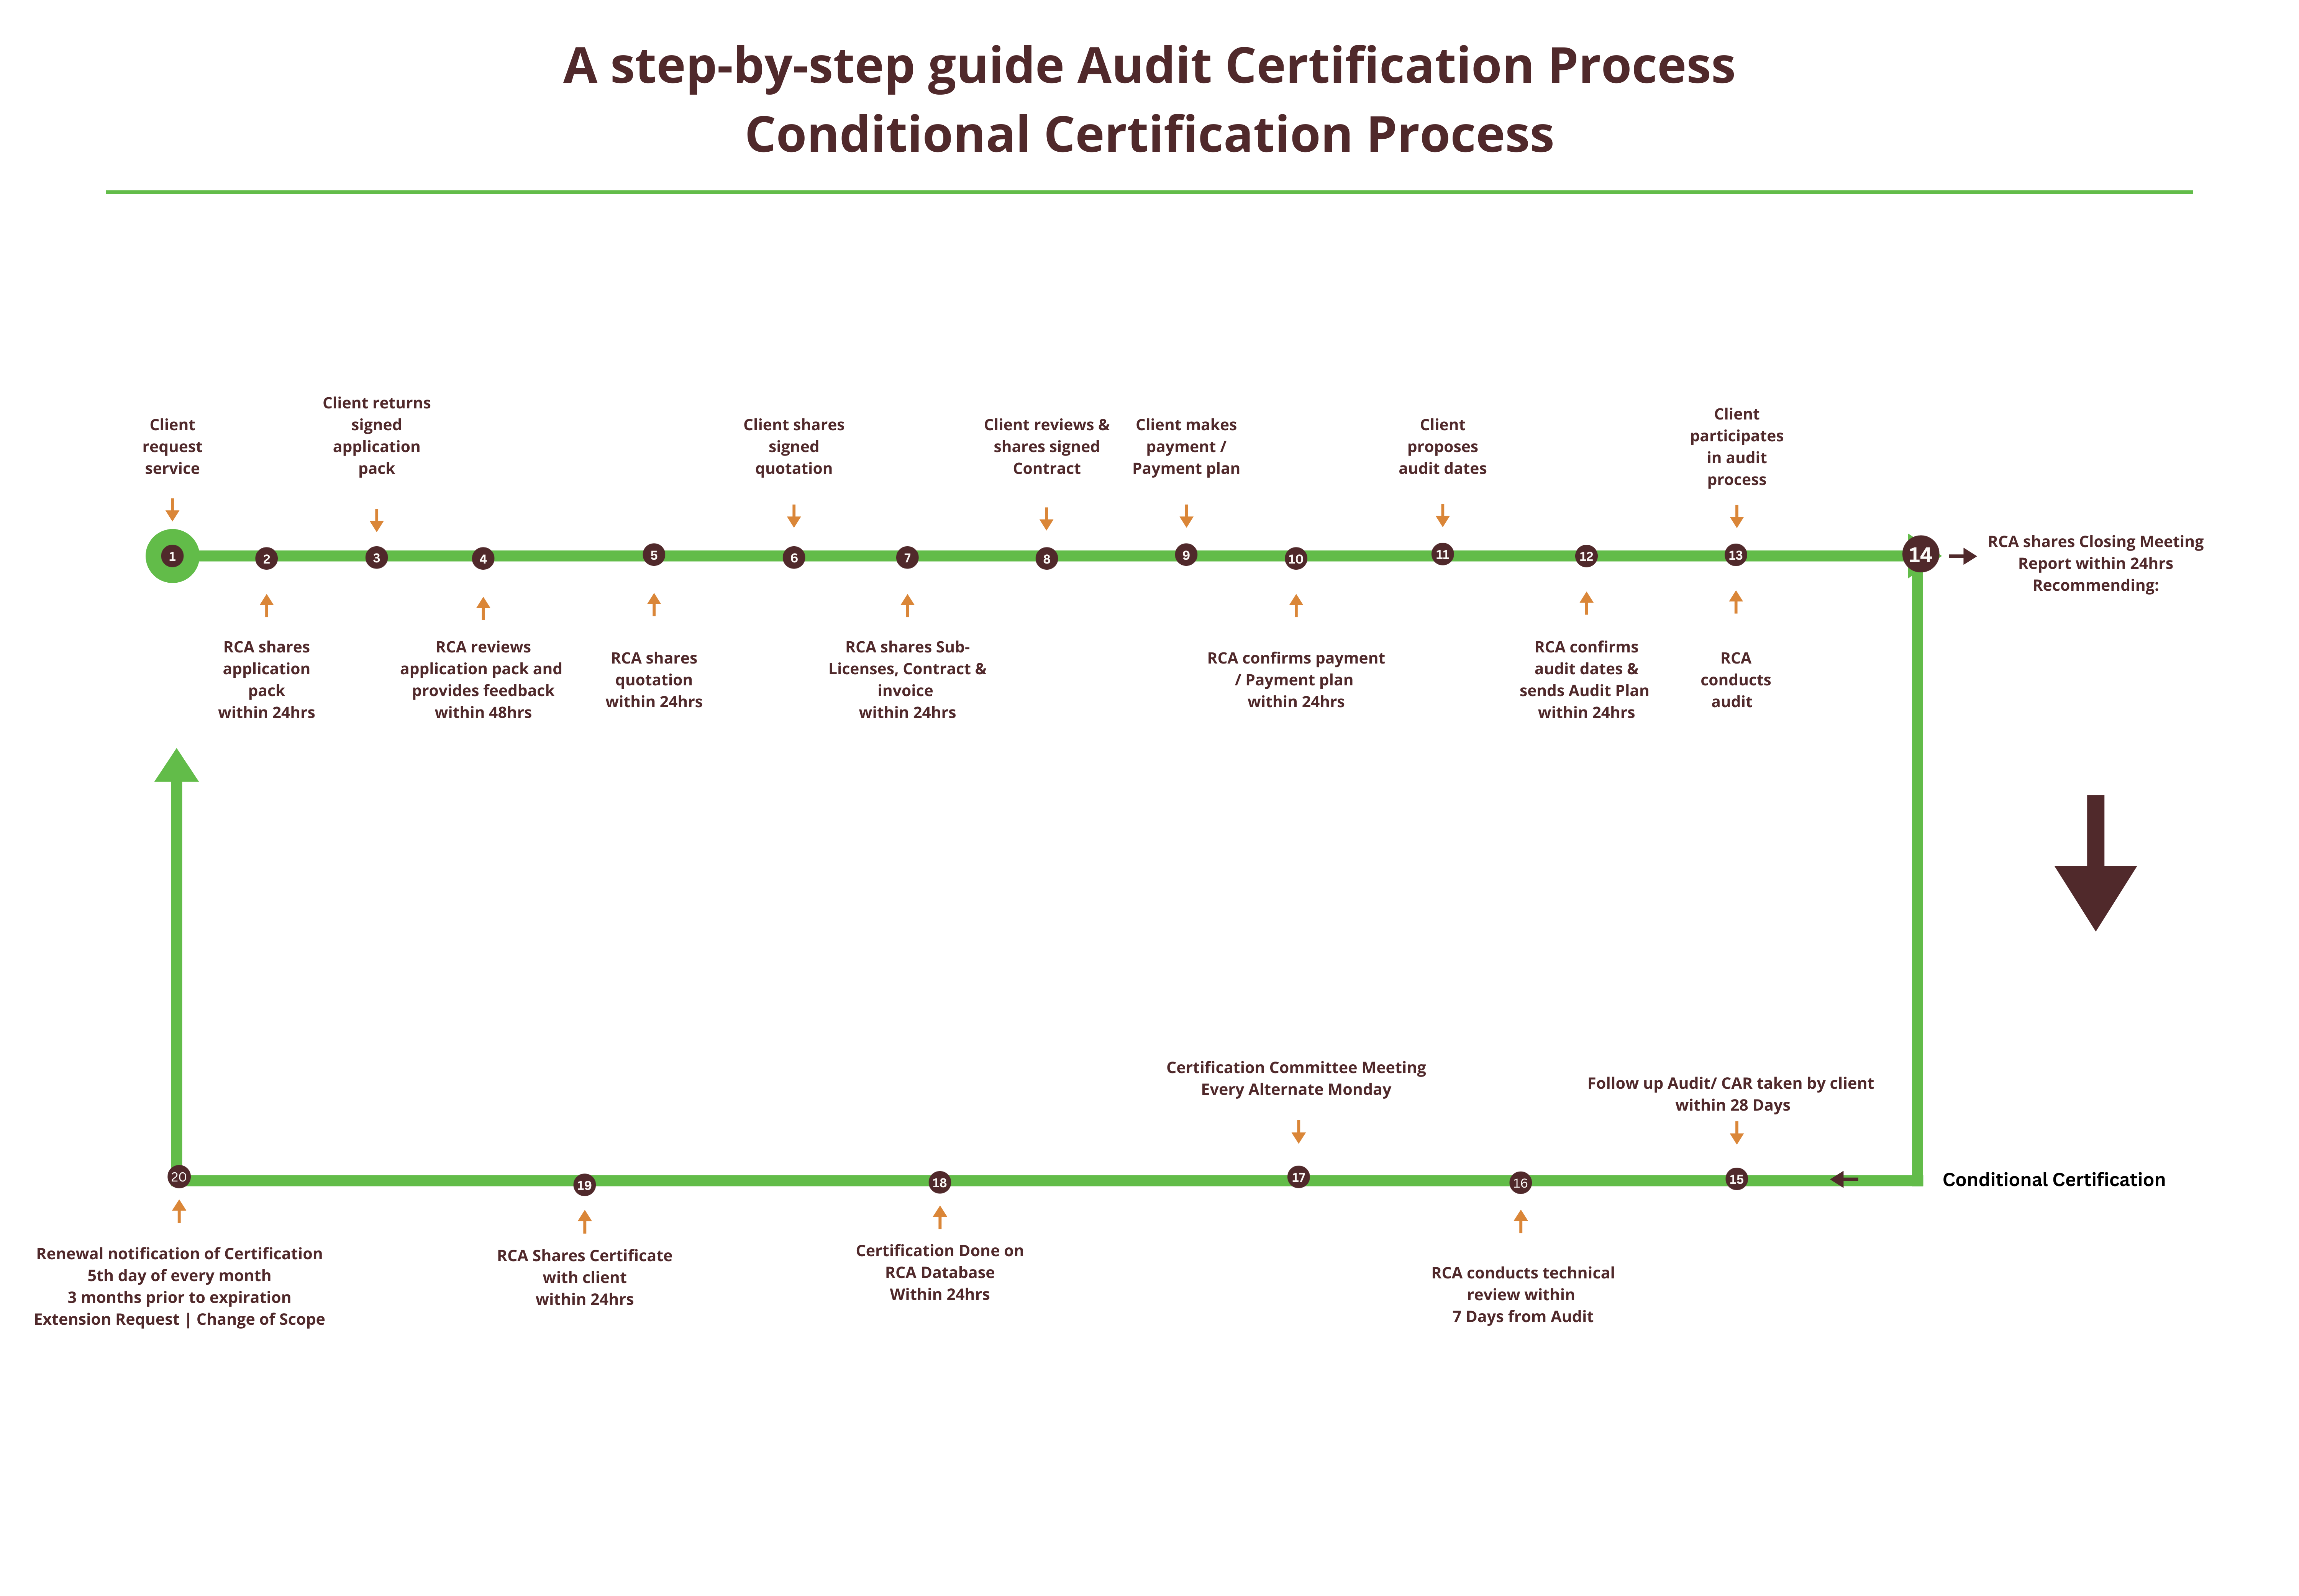 A step-by-step guide Audit Certification Process
Conditional Certification Process
Client
request
service
Client returns
signed
application
pack
Client shares
signed
quotation
Client reviews &
shares signed
Contract
Client makes
payment /
Payment plan
Client
proposes
audit dates
Client
participates
in audit
process
1
2
3
4
5
6
7
8
9
10
11
12
13
14
RCA shares Closing Meeting
Report within 24hrs
Recommending:
RCA shares
application
pack
within 24hrs
RCA reviews
application pack and
provides feedback
within 48hrs
RCA shares
quotation
within 24hrs
RCA shares Sub-
Licenses, Contract &
invoice
within 24hrs
RCA confirms payment
/ Payment plan
within 24hrs
RCA confirms
audit dates &
sends Audit Plan
within 24hrs
RCA
conducts
audit
Certification Committee Meeting
Every Alternate Monday
Follow up Audit/ CAR taken by client
within 28 Days
20
19
18
17
16
15
Conditional Certification
Renewal notification of Certification
5th day of every month
3 months prior to expiration
Extension Request | Change of Scope
RCA Shares Certificate
with client
within 24hrs
Certification Done on
RCA Database
Within 24hrs
RCA conducts technical
review within
7 Days from Audit